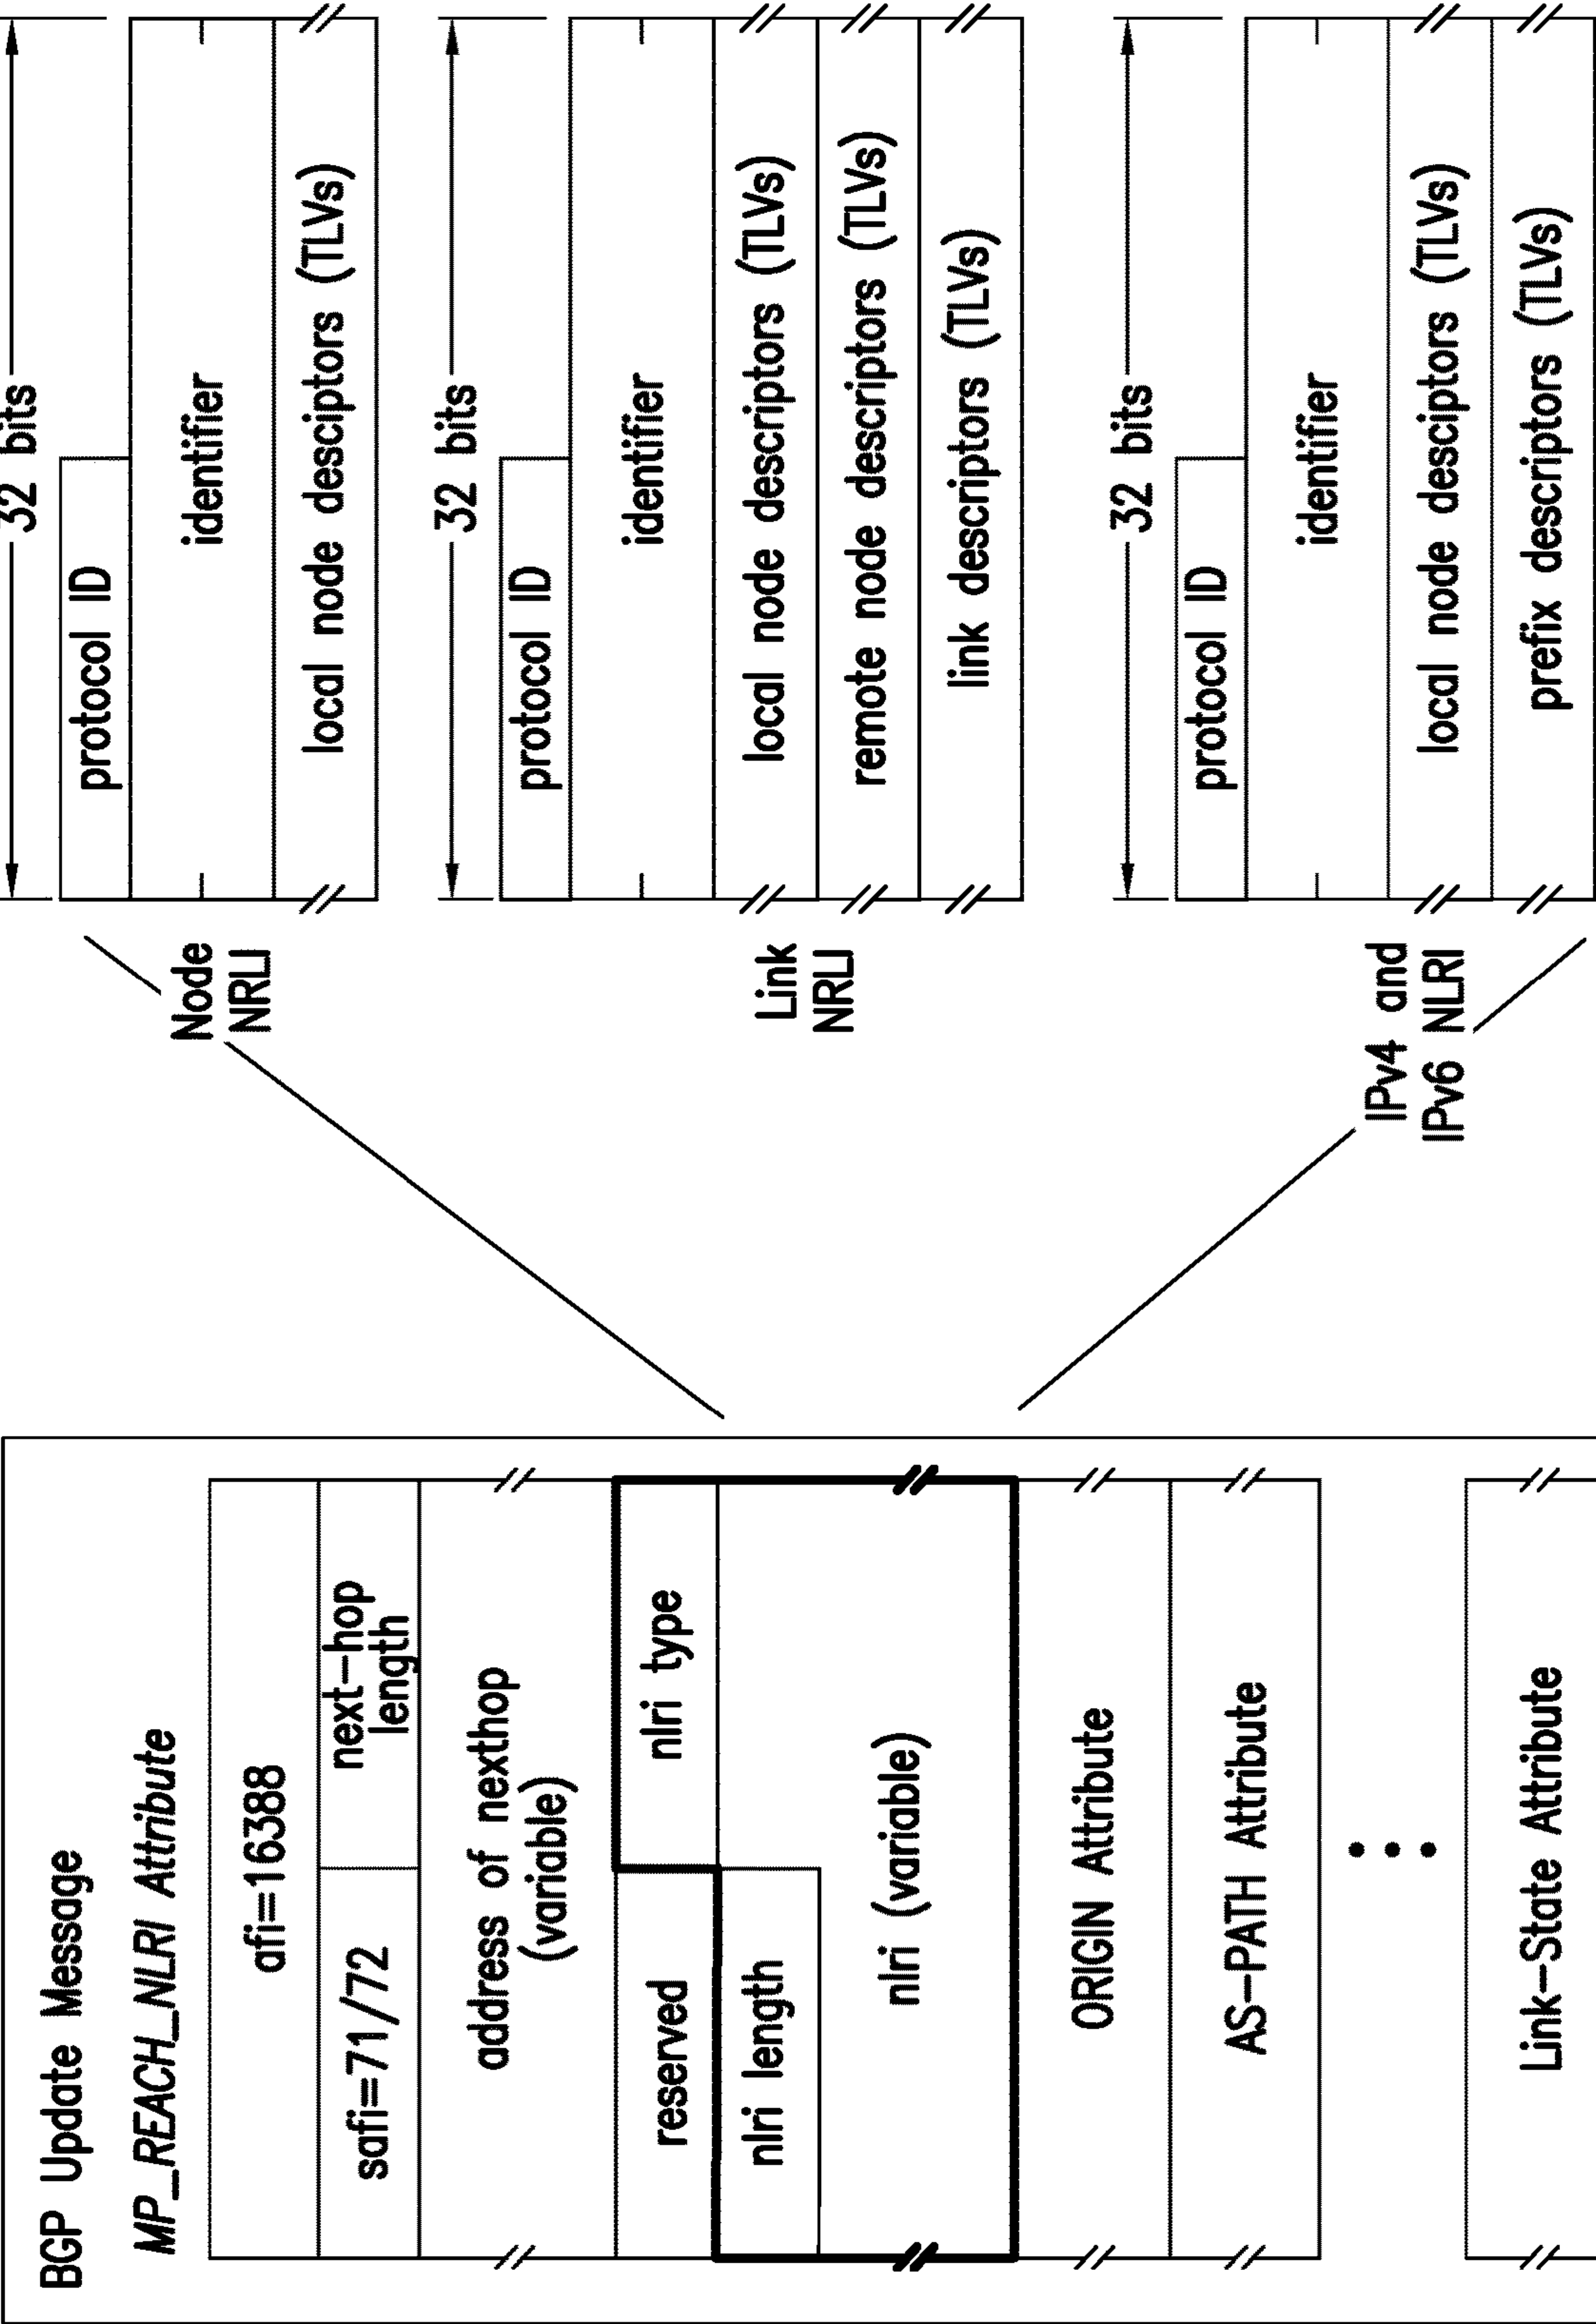 BGP Update Message
MP_REACH_NLRI Attribute
afi=16388
safi=71/72
next-hop
length
address of nexthop
(variable)
reserved
nlri type
nlri length
nlri (variable)
ORIGIN Attribute
AS-PATH Attribute
Link-State Attribute
Node
NRLI
32 bits
protocol ID
identifier
local node desciptors (TLVs)
Link
NRLI
32 bits
protocol ID
identifier
local node descriptors (TLVs)
remote node descriptors (TLVs)
link descriptors (TLVs)
IPv4 and
IPv6 NLRI
32 bits
protocol ID
identifier
local node desciptors (TLVs)
prefix descriptors (TLVs)